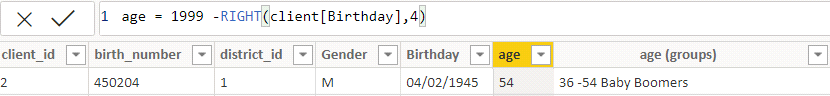 1 age = 1999 -RIGHT(client[Birthday],4)
client_id birth_number district_id Gender Birthday age age (groups)
2 450204 1 M 04/02/1945 54 36 -54 Baby Boomers